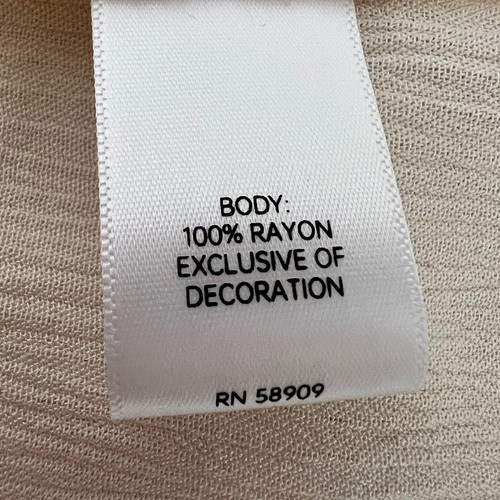 BODY:
100% RAYON
EXCLUSIVE OF
DECORATION
RN 58909